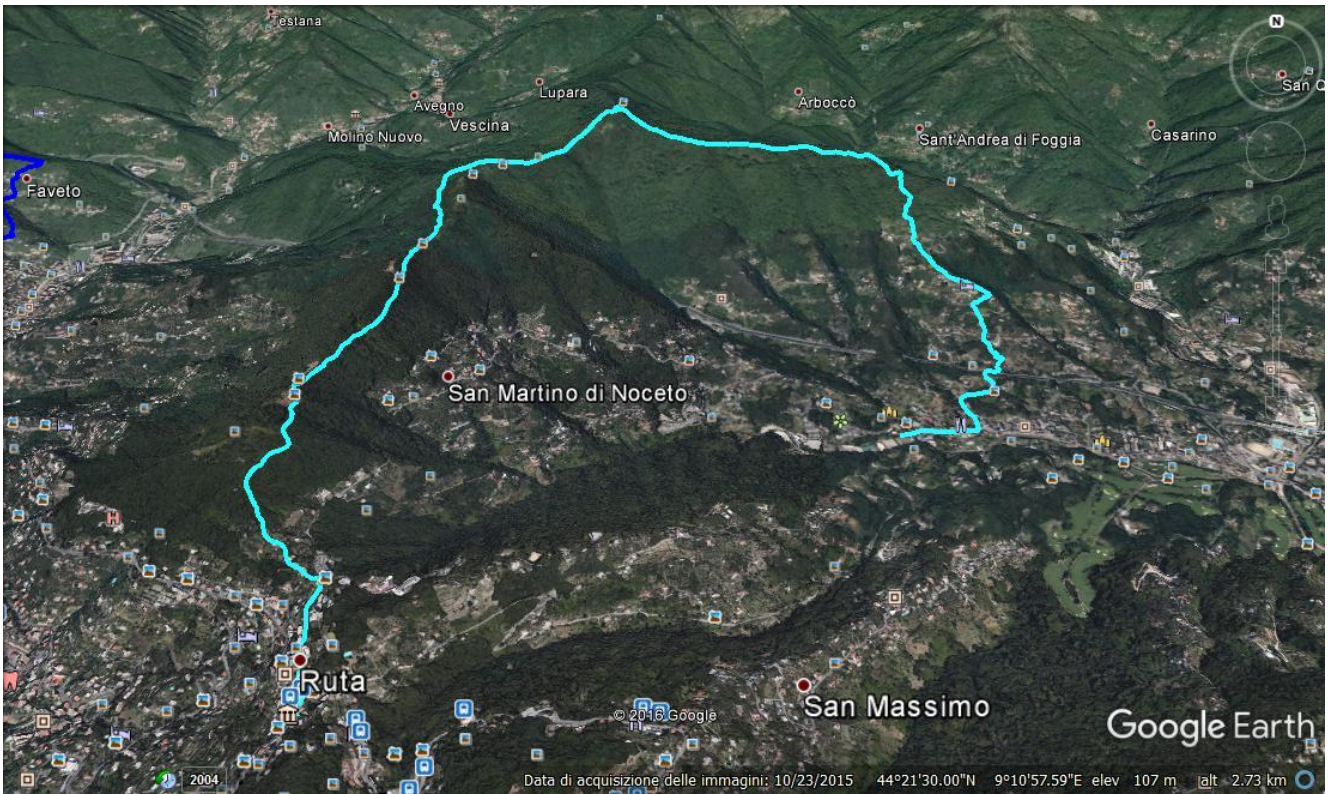 Testana
N
San Q
Lupara
Avegno
Arboccò
Vescina
Molino Nuovo
Sant'Andrea di Foggia
Casarino
Faveto
San Martino di Noceto
H
Ruta
San Massimo
© 2016 Google
Google Earth
2004
Data di acquisizione delle immagini: 10/23/2015 44°21'30.00"N 9°10'57.59"E elev 107 m alt 2.73 km